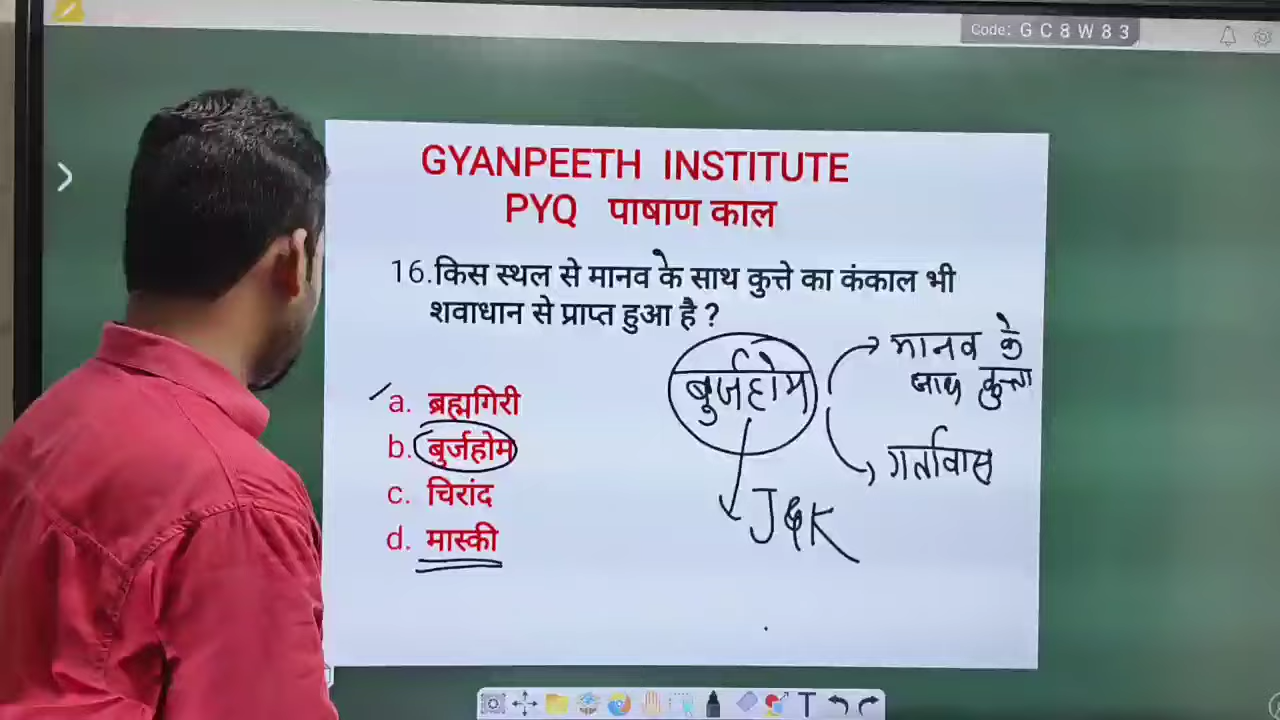 Code: G C 8 W 8 3
GYANPEETH INSTITUTE
PYQ पाषाण काल
16.किस स्थल से मानव के साथ कुत्ते का कंकाल भी
शवाधान से प्राप्त हुआ है ?
a. ब्रह्मगिरी
b. बुर्जहोम
c. चिरांद
d. मास्की
बुर्जहोम
मानव के
साथ कुत्ता
गर्तावास
J&K
T